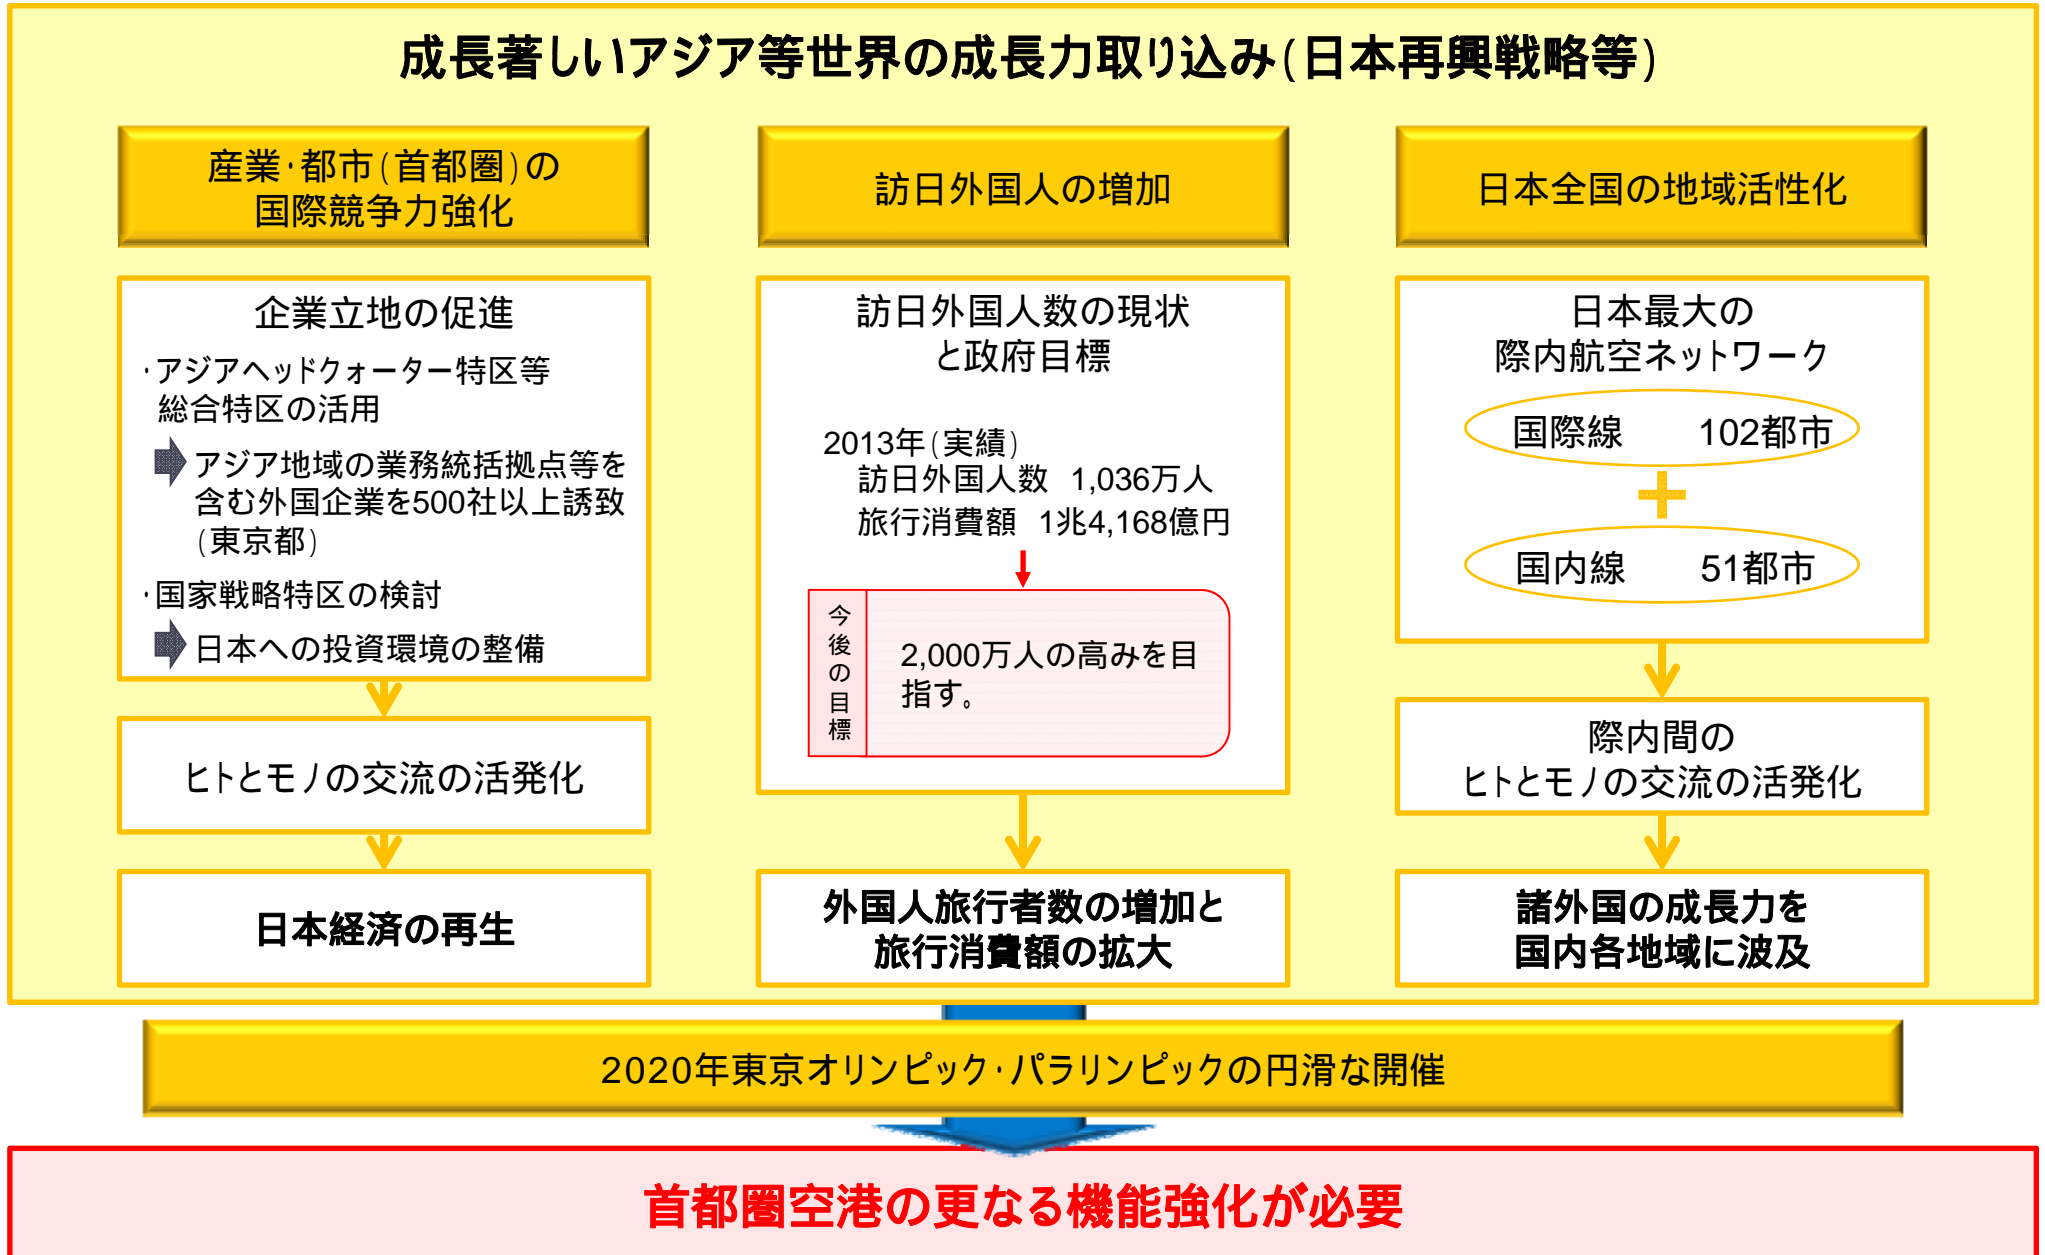 成長著しいアジア等世界の成長力取り込み(日本再興戦略等)
産業・都市(首都圏)の
国際競争力強化
企業立地の促進
・アジアヘッドクォーター特区等
総合特区の活用
アジア地域の業務統括拠点等を
含む外国企業を500社以上誘致
(東京都)
・国家戦略特区の検討
日本への投資環境の整備
ヒトとモノの交流の活発化
日本経済の再生
訪日外国人の増加
訪日外国人数の現状
と政府目標
2013年(実績)
訪日外国人数 1,036万人
旅行消費額 1兆4,168億円
今後の目標
2,000万人の高みを目
指す。
外国人旅行者数の増加と
旅行消費額の拡大
日本全国の地域活性化
日本最大の
際内航空ネットワーク
国際線 102都市
国内線 51都市
際内間の
ヒトとモノの交流の活発化
諸外国の成長力を
国内各地域に波及
2020年東京オリンピック・パラリンピックの円滑な開催
首都圏空港の更なる機能強化が必要